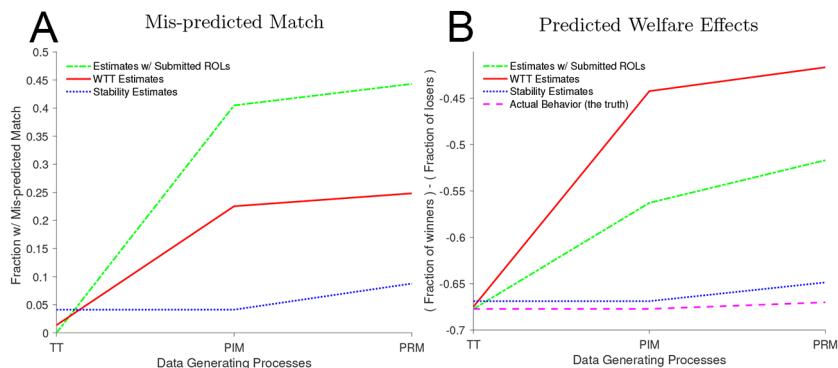 A
Mis-predicted Match
0.5
0.45
0.4
0.35
0.3
0.25
0.2
0.15
0.1
0.05
0
Fraction w/ Mis-predicted Match
Estimates w/ Submitted ROLs
WTT Estimates
Stability Estimates
TT
PIM
PRM
Data Generating Processes
B
Predicted Welfare Effects
-0.45
-0.5
-0.55
-0.6
-0.65
-0.7
( Fraction of winners ) - ( Fraction of losers )
Estimates w/ Submitted ROLs
WTT Estimates
Stability Estimates
Actual Behavior (the truth)
TT
PIM
PRM
Data Generating Processes